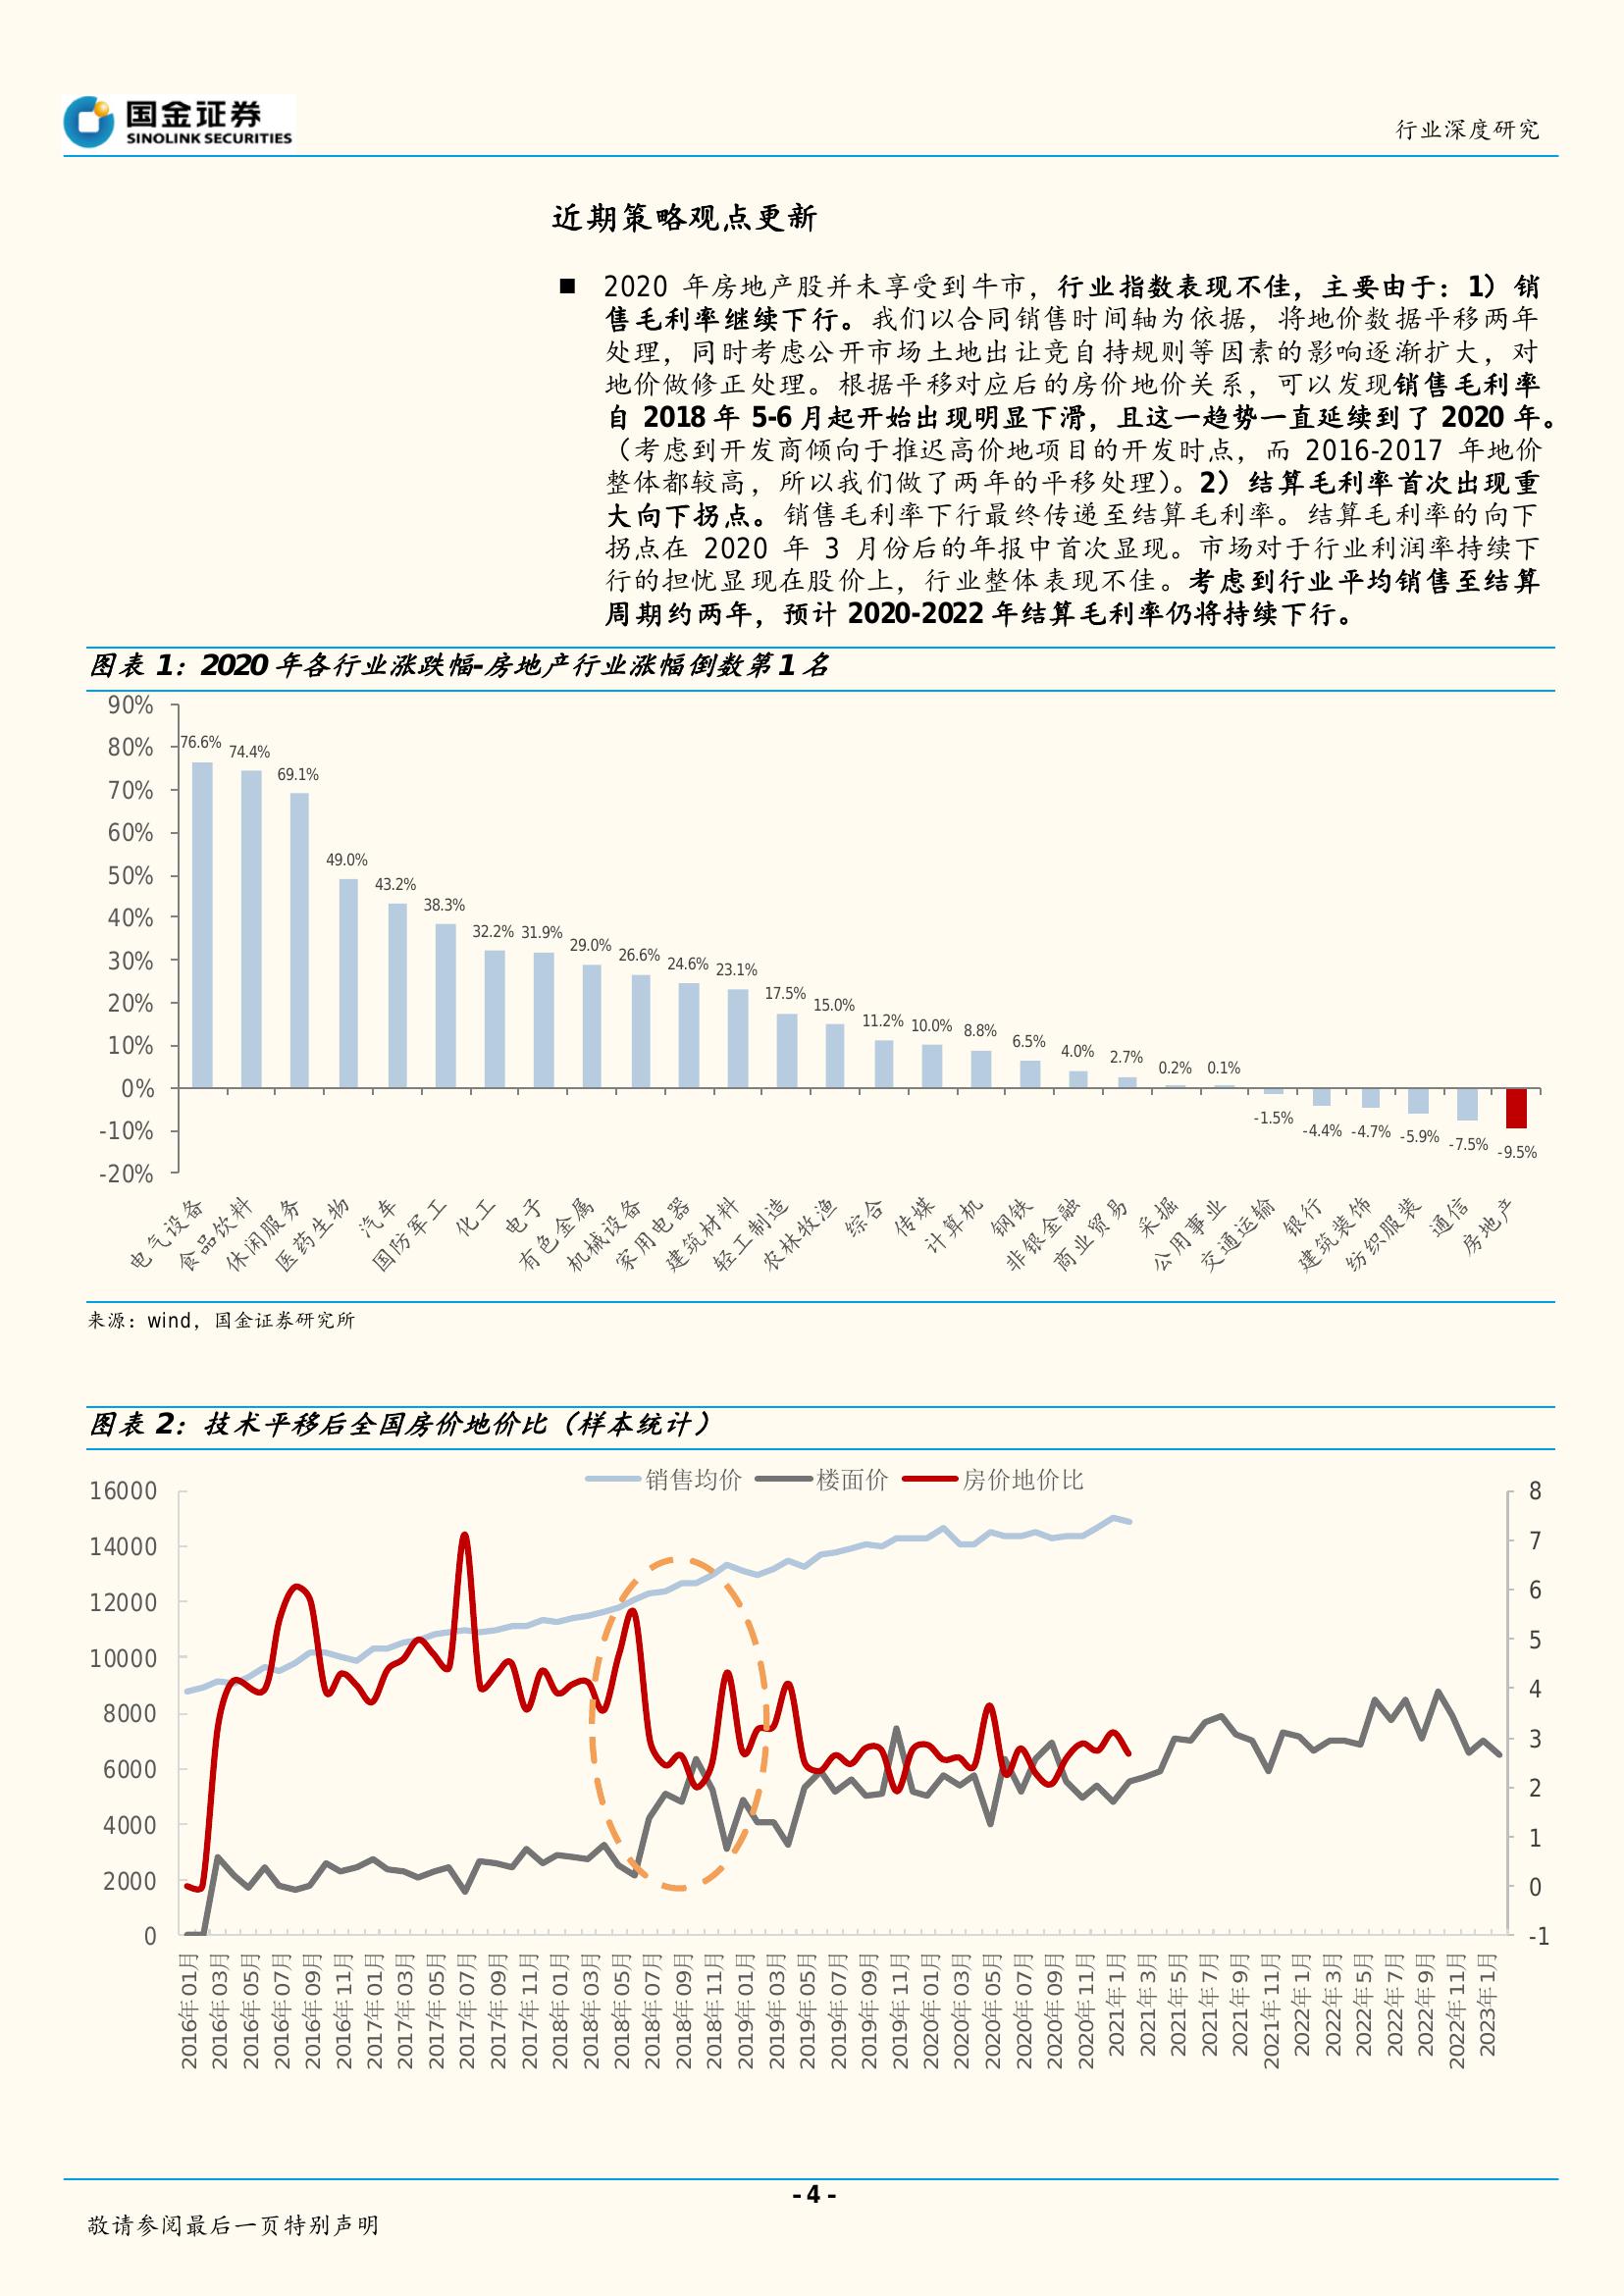 国金证券
SINOLINK SECURITIES
行业深度研究
近期策略观点更新
■ 2020 年房地产股并未享受到牛市，行业指数表现不佳，主要由于：1）销
售毛利率继续下行。我们以合同销售时间轴为依据，将地价数据平移两年
处理，同时考虑公开市场土地出让竞自持规则等因素的影响逐渐扩大，对
地价做修正处理。根据平移对应后的房价地价关系，可以发现销售毛利率
自 2018 年 5-6 月起开始出现明显下滑，且这一趋势一直延续到了 2020 年。
（考虑到开发商倾向于推迟高价地项目的开发时点，而 2016-2017 年地价
整体都较高，所以我们做了两年的平移处理）。2）结算毛利率首次出现重
大向下拐点。销售毛利率下行最终传递至结算毛利率。结算毛利率的向下
拐点在 2020 年 3 月份后的年报中首次显现。市场对于行业利润率持续下
行的担忧显现在股价上，行业整体表现不佳。考虑到行业平均销售至结算
周期约两年，预计 2020-2022 年结算毛利率仍将持续下行。
图表 1：2020 年各行业涨跌幅-房地产行业涨幅倒数第 1 名
90%
80%
70%
60%
50%
40%
30%
20%
10%
0%
-10%
-20%
76.6% 74.4% 69.1% 49.0% 43.2% 38.3% 32.2% 31.9% 29.0% 26.6% 24.6% 23.1% 17.5% 15.0% 11.2% 10.0% 8.8% 6.5% 4.0% 2.7% 0.2% 0.1% -1.5% -4.4% -4.7% -5.9% -7.5% -9.5%
电气设备 食品饮料 休闲服务 医药生物 汽车 国防军工 化工 电子 有色金属 机械设备 家用电器 建筑材料 轻工制造 农林牧渔 综合 传媒 计算机 钢铁 非银金融 商业贸易 采掘 公用事业 交通运输 银行 建筑装饰 纺织服装 通信 房地产
来源：wind，国金证券研究所
图表 2：技术平移后全国房价地价比（样本统计）
销售均价 楼面价 房价地价比
16000
14000
12000
10000
8000
6000
4000
2000
0
8
7
6
5
4
3
2
1
0
-1
2016年01月 2016年03月 2016年05月 2016年07月 2016年09月 2016年11月 2017年01月 2017年03月 2017年05月 2017年07月 2017年09月 2017年11月 2018年01月 2018年03月 2018年05月 2018年07月 2018年09月 2018年11月 2019年01月 2019年03月 2019年05月 2019年07月 2019年09月 2019年11月 2020年01月 2020年03月 2020年05月 2020年07月 2020年09月 2020年11月 2021年1月 2021年3月 2021年5月 2021年7月 2021年9月 2021年11月 2022年1月 2022年3月 2022年5月 2022年7月 2022年9月 2022年11月 2023年1月
- 4 -
敬请参阅最后一页特别声明